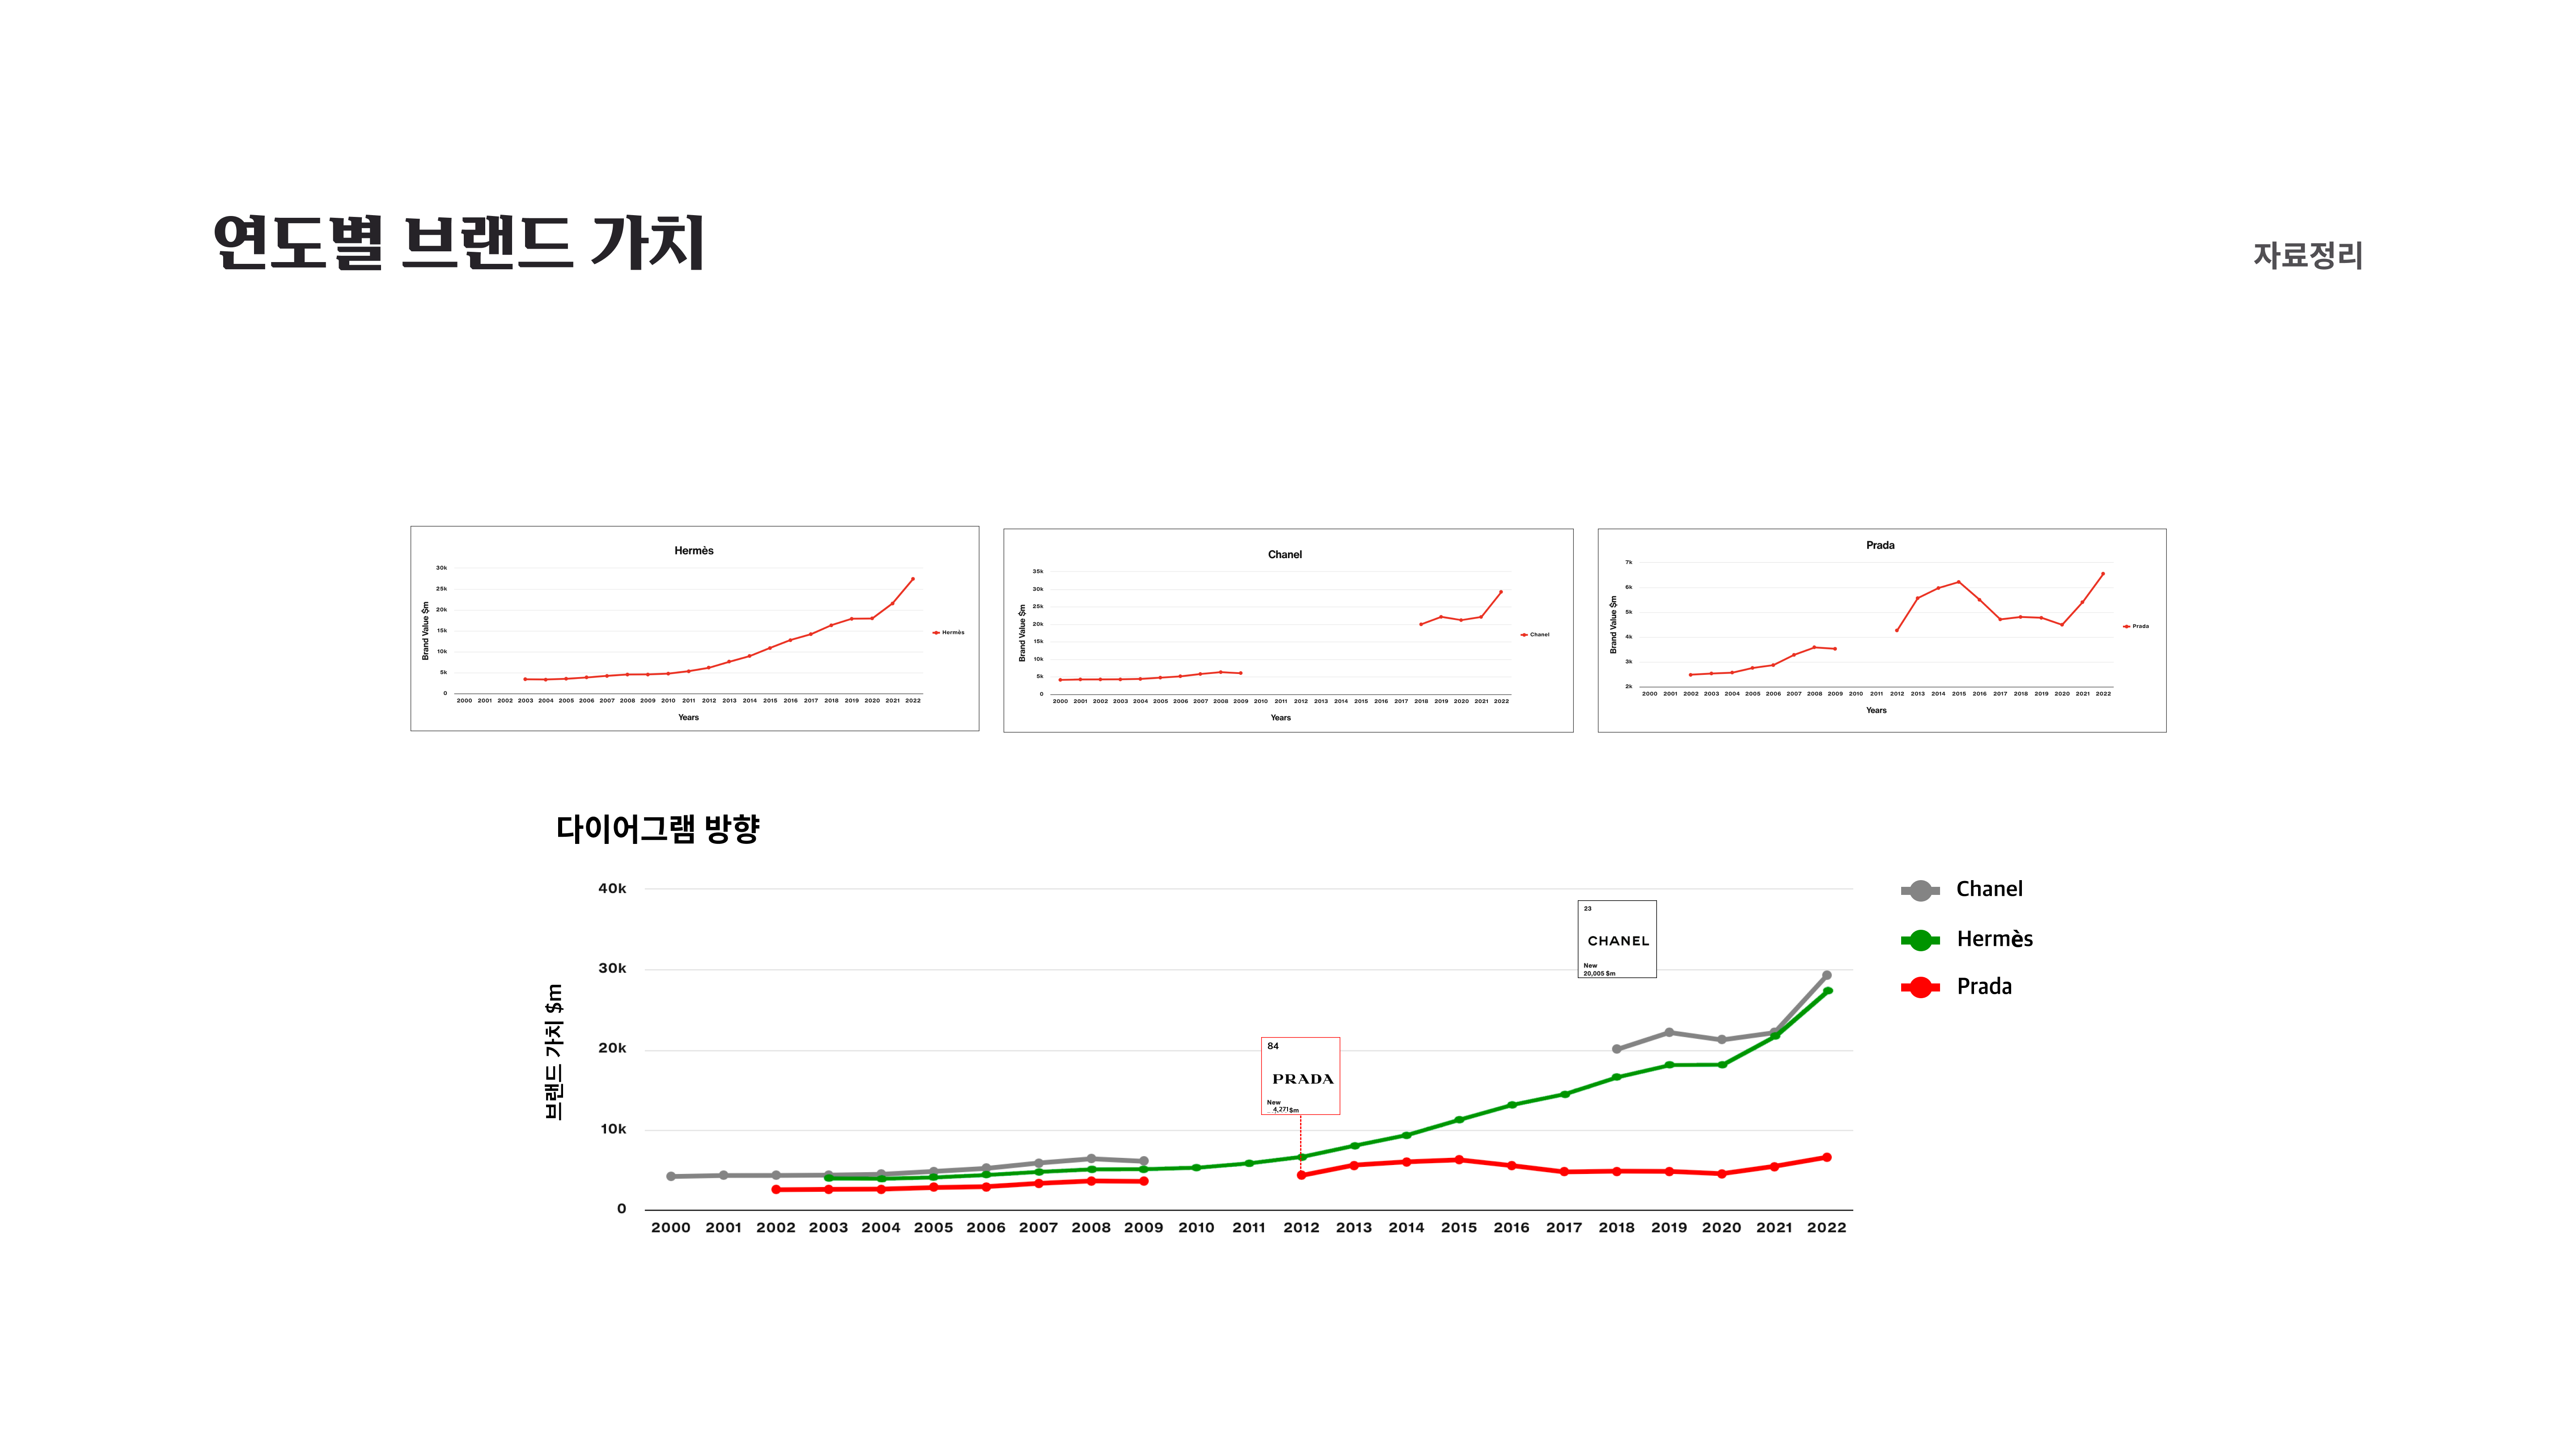 연도별 브랜드 가치
자료정리
Hermès
Brand Value $m
30k
25k
20k
15k
10k
5k
0
2000 2001 2002 2003 2004 2005 2006 2007 2008 2009 2010 2011 2012 2013 2014 2015 2016 2017 2018 2019 2020 2021 2022
Years
Hermès
Chanel
Brand Value $m
35k
30k
25k
20k
15k
10k
5k
0
2000 2001 2002 2003 2004 2005 2006 2007 2008 2009 2010 2011 2012 2013 2014 2015 2016 2017 2018 2019 2020 2021 2022
Years
Chanel
Prada
Brand Value $m
7k
6k
5k
4k
3k
2k
2000 2001 2002 2003 2004 2005 2006 2007 2008 2009 2010 2011 2012 2013 2014 2015 2016 2017 2018 2019 2020 2021 2022
Years
Prada
다이어그램 방향
브랜드 가치 $m
40k
30k
20k
10k
0
84
PRADA
New
4,271 $m
23
CHANEL
New
20,005 $m
2000 2001 2002 2003 2004 2005 2006 2007 2008 2009 2010 2011 2012 2013 2014 2015 2016 2017 2018 2019 2020 2021 2022
Chanel
Hermès
Prada